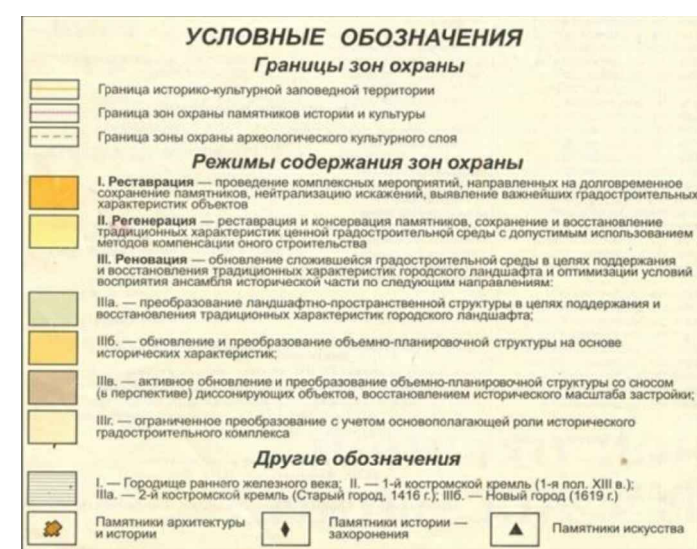 УСЛОВНЫЕ ОБОЗНАЧЕНИЯ
Границы зон охраны
Граница историко-культурной заповедной территории
Граница зон охраны памятников истории и культуры
Граница зоны охраны археологического культурного слоя
Режимы содержания зон охраны
I. Реставрация — проведение комплексных мероприятий, направленных на долговременное
сохранение памятников, нейтрализацию искажений, выявление важнейших градостроительных
характеристик объектов
II. Регенерация — реставрация и консервация памятников, сохранение и восстановление
традиционных характеристик ценной градостроительной среды с допустимым использованием
методов компенсации оного строительства
III. Реновация — обновление сложившейся градостроительной среды в целях поддержания
и восстановления традиционных характеристик городского ландшафта и оптимизации условий
восприятия ансамбля исторической части по следующим направлениям:
IIIа. — преобразование ландшафтно-пространственной структуры в целях поддержания и
восстановления традиционных характеристик городского ландшафта;
IIIб. — обновление и преобразование объемно-планировочной структуры на основе
исторических характеристик;
IIIв. — активное обновление и преобразование объемно-планировочной структуры со сносом
(в перспективе) диссонирующих объектов, восстановлением исторического масштаба застройки;
IIIг. — ограниченное преобразование с учетом основополагающей роли исторического
градостроительного комплекса
Другие обозначения
I. — Городище раннего железного века; II. — 1-й костромской кремль (1-я пол. XIII в.);
IIIа. — 2-й костромской кремль (Старый город, 1416 г.); IIIб. — Новый город (1619 г.)
Памятники архитектуры
и истории
Памятники истории —
захоронения
Памятники искусства